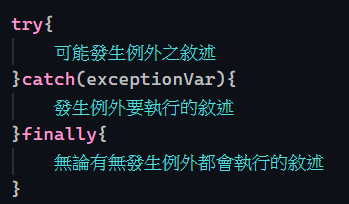 try{
可能發生例外之敘述
}catch(exceptionVar){
發生例外要執行的敘述
}finally{
無論有無發生例外都會執行的敘述
}